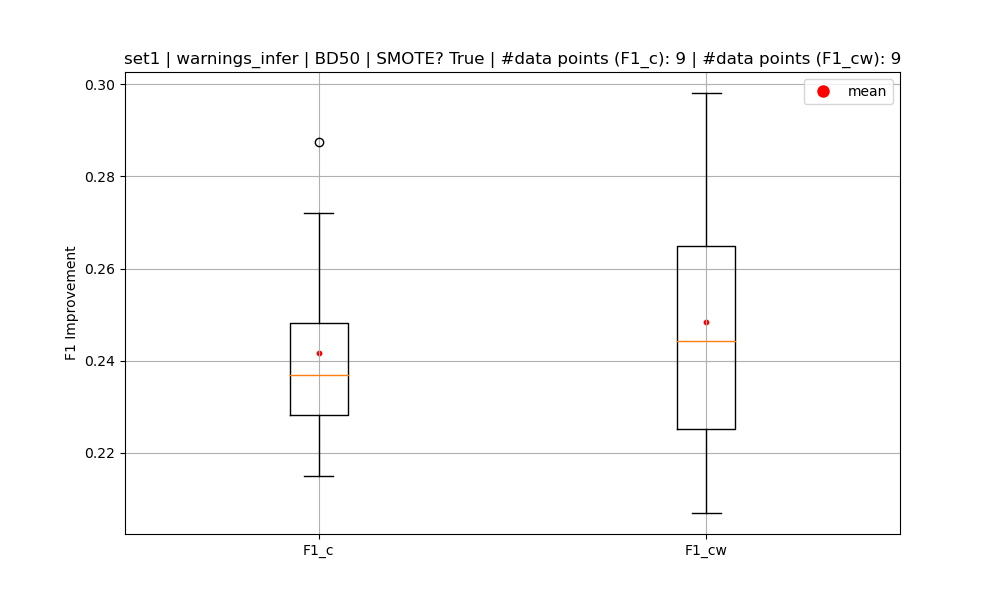 set1 | warnings_infer | BD50 | SMOTE? True | #data points (F1_c): 9 | #data points (F1_cw): 9
mean
0.30
0.28
0.26
0.24
0.22
F1 Improvement
F1_c
F1_cw